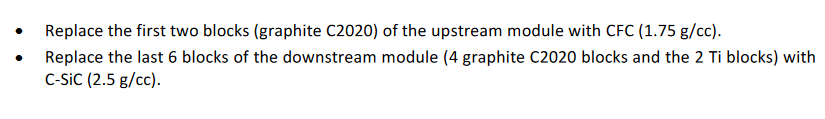 • Replace the first two blocks (graphite C2020) of the upstream module with CFC (1.75 g/cc).
• Replace the last 6 blocks of the downstream module (4 graphite C2020 blocks and the 2 Ti blocks) with
C-SiC (2.5 g/cc).